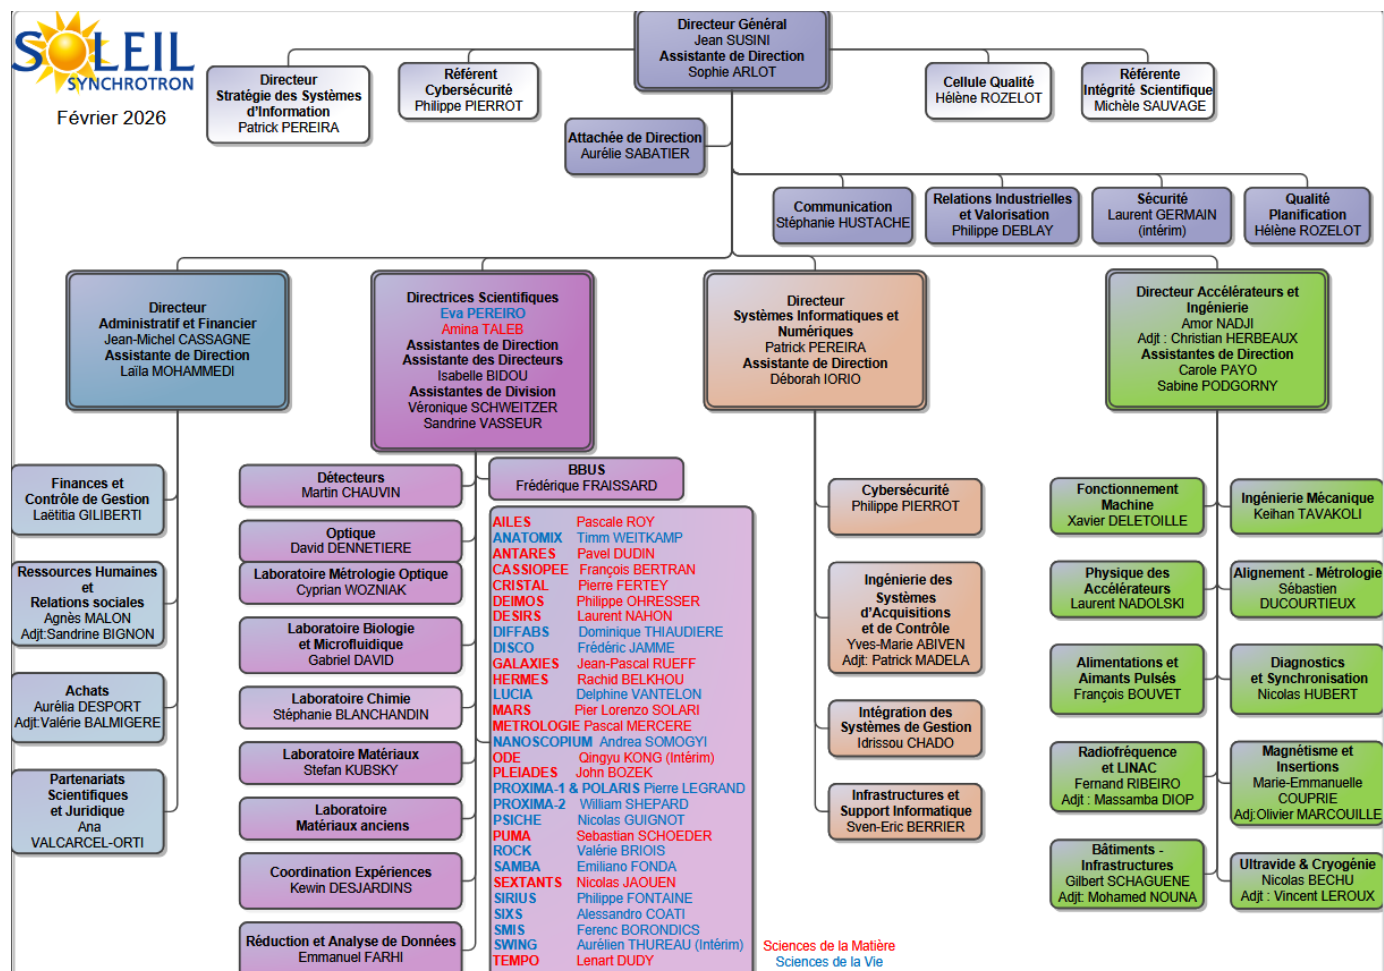 SOLEIL
SYNCHROTRON
Février 2026
Directeur Général
Jean SUSINI
Assistante de Direction
Sophie ARLOT
Directeur
Stratégie des Systèmes
d'Information
Patrick PEREIRA
Référent
Cybersécurité
Philippe PIERROT
Cellule Qualité
Hélène ROZELOT
Référente
Intégrité Scientifique
Michèle SAUVAGE
Attachée de Direction
Aurélie SABATIER
Communication
Stéphanie HUSTACHE
Relations Industrielles
et Valorisation
Philippe DEBLAY
Sécurité
Laurent GERMAIN
(intérim)
Qualité
Planification
Hélène ROZELOT
Directeur
Administratif et Financier
Jean-Michel CASSAGNE
Assistante de Direction
Laïla MOHAMMEDI
Directrices Scientifiques
Eva PEREIRO
Amina TALEB
Assistantes de Direction
Assistante des Directeurs
Isabelle BIDOU
Assistantes de Division
Véronique SCHWEITZER
Sandrine VASSEUR
Directeur
Systèmes Informatiques et
Numériques
Patrick PEREIRA
Assistante de Direction
Déborah IORIO
Directeur Accélérateurs et
Ingénierie
Amor NADJI
Adjt : Christian HERBEAUX
Assistantes de Direction
Carole PAYO
Sabine PODGORNY
Finances et
Contrôle de Gestion
Laëtitia GILIBERTI
Ressources Humaines
et
Relations sociales
Agnès MALON
Adjt:Sandrine BIGNON
Achats
Aurélia DESPORT
Adjt:Valérie BALMIGERE
Partenariats
Scientifiques
et Juridique
Ana
VALCARCEL-ORTI
Détecteurs
Martin CHAUVIN
Optique
David DENNETIERE
Laboratoire Métrologie Optique
Cyprian WOZNIAK
Laboratoire Biologie
et Microfluidique
Gabriel DAVID
Laboratoire Chimie
Stéphanie BLANCHANDIN
Laboratoire Matériaux
Stefan KUBSKY
Laboratoire
Matériaux anciens
Coordination Expériences
Kewin DESJARDINS
Réduction et Analyse de Données
Emmanuel FARHI
BBUS
Frédérique FRAISSARD
AILES Pascale ROY
ANATOMIX Timm WEITKAMP
ANTARES Pavel DUDIN
CASSIOPEE François BERTRAN
CRISTAL Pierre FERTEY
DEIMOS Philippe OHRESSER
DESIRS Laurent NAHON
DIFFABS Dominique THIAUDIERE
DISCO Frédéric JAMME
GALAXIES Jean-Pascal RUEFF
HERMES Rachid BELKHOU
LUCIA Delphine VANTELON
MARS Pier Lorenzo SOLARI
METROLOGIE Pascal MERCERE
NANOSCOPIUM Andrea SOMOGYI
ODE Qingyu KONG (Intérim)
PLEIADES John BOZEK
PROXIMA-1 & POLARIS Pierre LEGRAND
PROXIMA-2 William SHEPARD
PSICHE Nicolas GUIGNOT
PUMA Sebastian SCHOEDER
ROCK Valérie BRIOIS
SAMBA Emiliano FONDA
SEXTANTS Nicolas JAOUEN
SIRIUS Philippe FONTAINE
SIXS Alessandro COATI
SMIS Ferenc BORONDICS
SWING Aurélien THUREAU (Intérim)
TEMPO Lenart DUDY
Sciences de la Matière
Sciences de la Vie
Cybersécurité
Philippe PIERROT
Ingénierie des
Systèmes
d'Acquisitions
et de Contrôle
Yves-Marie ABIVEN
Adjt: Patrick MADELA
Intégration des
Systèmes de Gestion
Idrissou CHADO
Infrastructures et
Support Informatique
Sven-Eric BERRIER
Fonctionnement
Machine
Xavier DELETOILLE
Physique des
Accélérateurs
Laurent NADOLSKI
Alimentations et
Aimants Pulsés
François BOUVET
Radiofréquence
et LINAC
Fernand RIBEIRO
Adjt : Massamba DIOP
Bâtiments -
Infrastructures
Gilbert SCHAGUENE
Adjt: Mohamed NOUNA
Ingénierie Mécanique
Keihan TAVAKOLI
Alignement - Métrologie
Sébastien
DUCOURTIEUX
Diagnostics
et Synchronisation
Nicolas HUBERT
Magnétisme et
Insertions
Marie-Emmanuelle
COUPRIE
Adj:Olivier MARCOUILLE
Ultravide & Cryogénie
Nicolas BECHU
Adjt : Vincent LEROUX